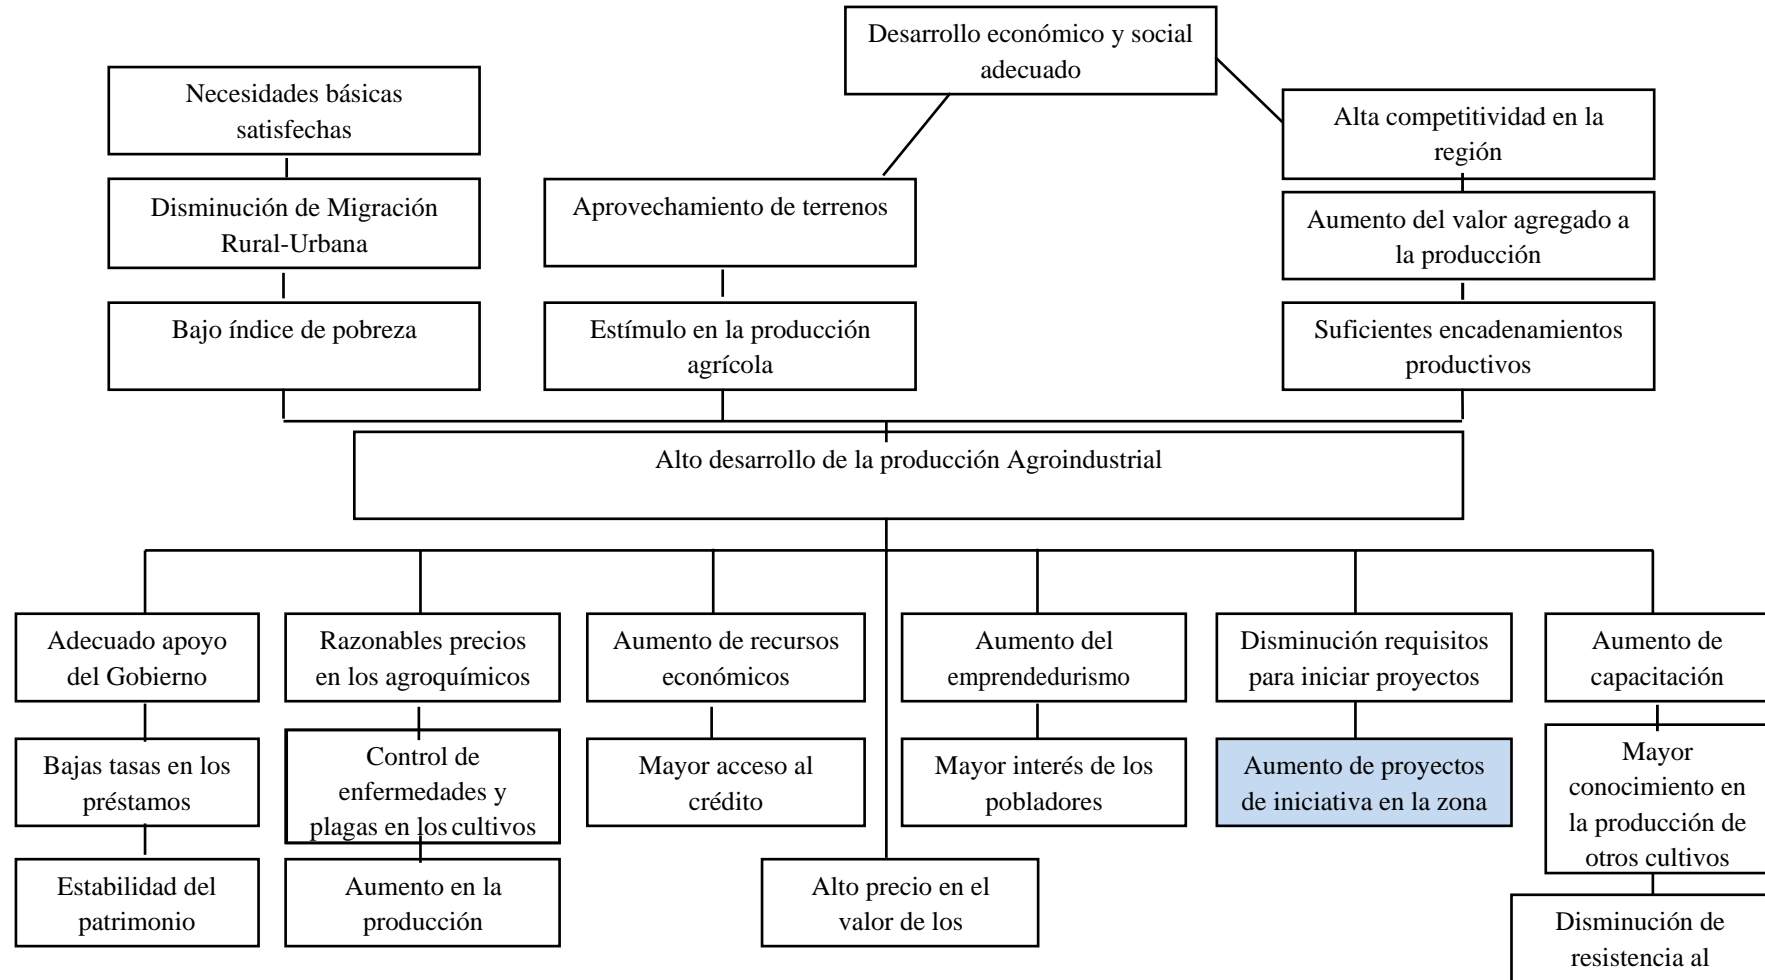 Desarrollo económico y social
adecuado
Necesidades básicas
satisfechas
Alta competitividad en la
región
Disminución de Migración
Rural-Urbana
Aprovechamiento de terrenos
Aumento del valor agregado a
la producción
Bajo índice de pobreza
Estímulo en la producción
agrícola
Suficientes encadenamientos
productivos
Alto desarrollo de la producción Agroindustrial
Adecuado apoyo
del Gobierno
Razonables precios
en los agroquímicos
Aumento de recursos
económicos
Aumento del
emprendedurismo
Disminución requisitos
para iniciar proyectos
Aumento de
capacitación
Bajas tasas en los
préstamos
Control de
enfermedades y
plagas en los cultivos
Mayor acceso al
crédito
Mayor interés de los
pobladores
Aumento de proyectos
de iniciativa en la zona
Mayor
conocimiento en
la producción de
otros cultivos
Estabilidad del
patrimonio
Aumento en la
producción
Alto precio en el
valor de los
Disminución de
resistencia al